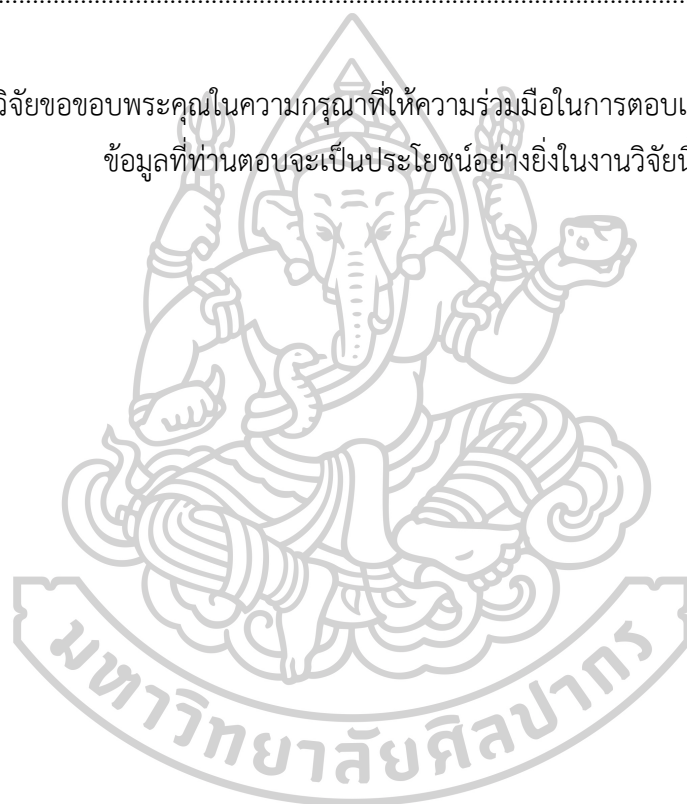 วิจัยขอขอบพระคุณในความกรุณาที่ให้ความร่วมมือในการตอบ
ข้อมูลที่ท่านตอบจะเป็นประโยชน์อย่างยิ่งในงานวิจัย
มหาวิทยาลัยศิลปากร